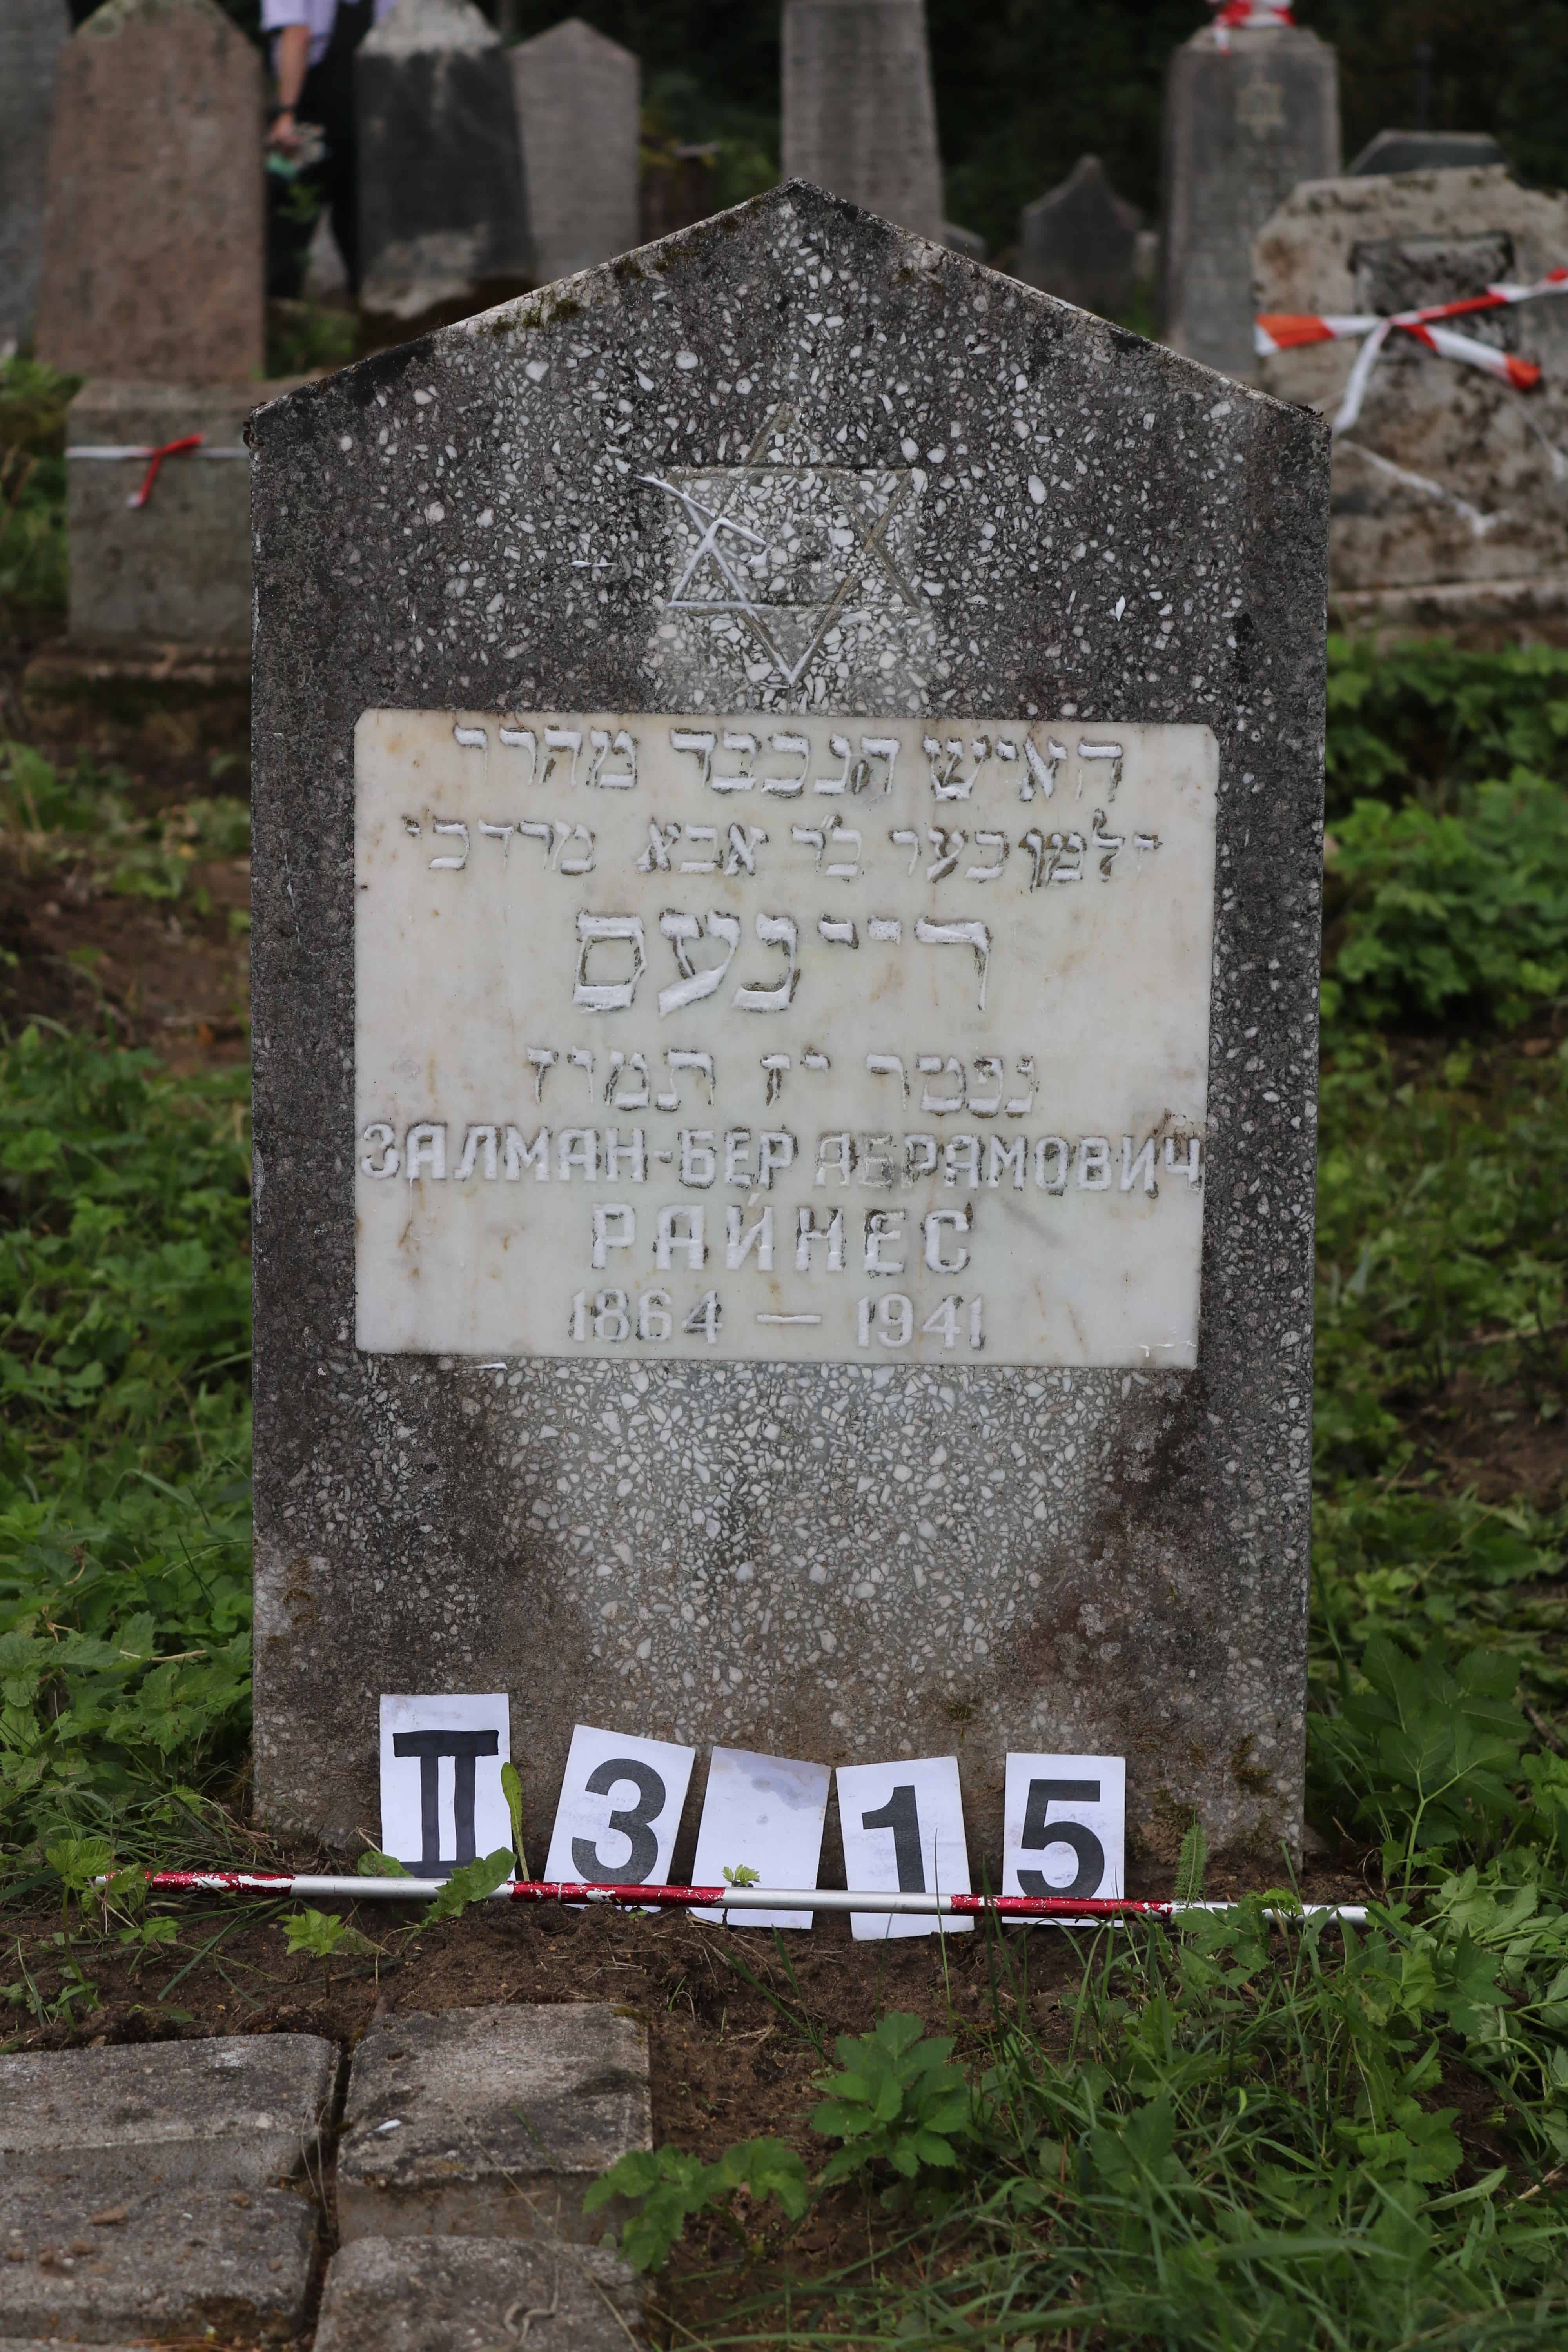 האיש הנכבד מהרר
זלמן בער ב'ר אבא מרדכי
ריינעס
נפטר יז תמוז
ЗАЛМАН-БЕР АБРАМОВИЧ
РАЙНЕС
1864 — 1941
II 3 . 15